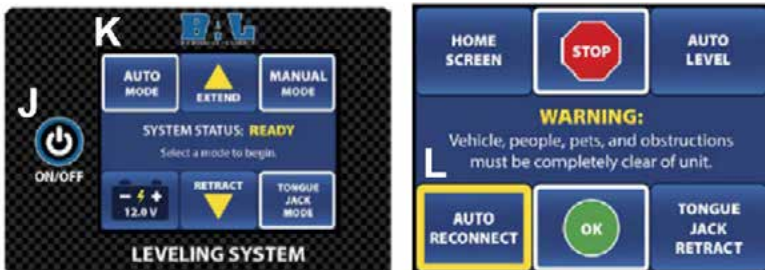 K
BAL
J
AUTO
MODE
EXTEND
MANUAL
MODE
SYSTEM STATUS: READY
Select a mode to begin.
ON/OFF
- +
12.0 V
RETRACT
TONGUE
JACK
MODE
LEVELING SYSTEM
HOME
SCREEN
STOP
AUTO
LEVEL
WARNING:
Vehicle, people, pets, and obstructions
must be completely clear of unit.
L
AUTO
RECONNECT
OK
TONGUE
JACK
RETRACT